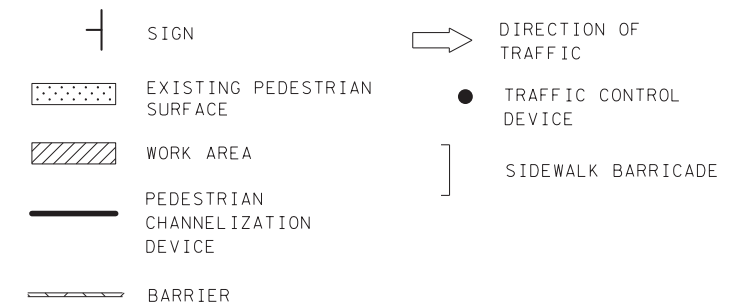 SIGN
EXISTING PEDESTRIAN
SURFACE
WORK AREA
PEDESTRIAN
CHANNELIZATION
DEVICE
BARRIER
DIRECTION OF
TRAFFIC
TRAFFIC CONTROL
DEVICE
SIDEWALK BARRICADE